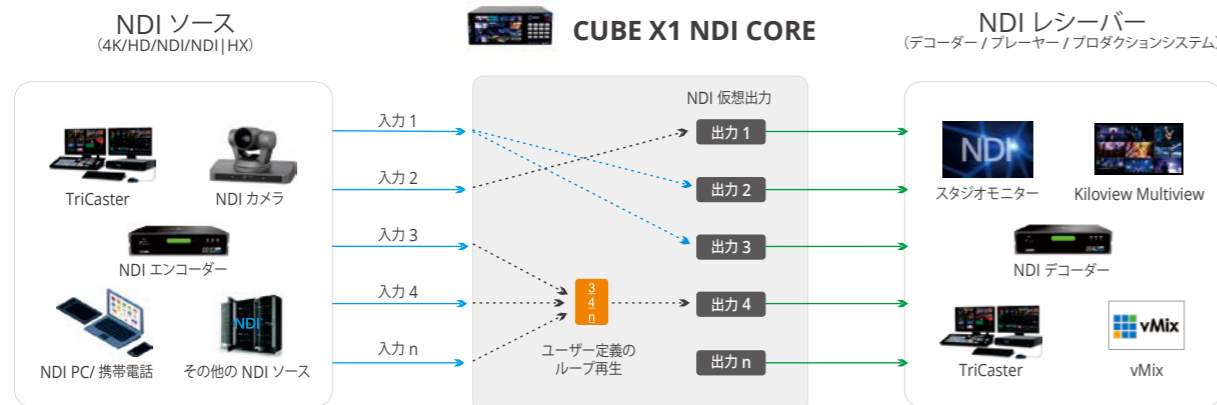 NDI ソース
(4K/HD/NDI/NDI|HX)
CUBE X1 NDI CORE
NDI レシーバー
(デコーダー / プレーヤー / プロダクションシステム)
TriCaster
NDI カメラ
NDI エンコーダー
NDI
NDI PC/ 携帯電話
その他の NDI ソース
入力 1
入力 2
入力 3
入力 4
入力 n
NDI 仮想出力
出力 1
出力 2
出力 3
出力 4
出力 n
3
4
n
ユーザー定義の
ループ再生
NDI
スタジオモニター
Kiloview Multiview
NDI デコーダー
TriCaster
vMix
vMix